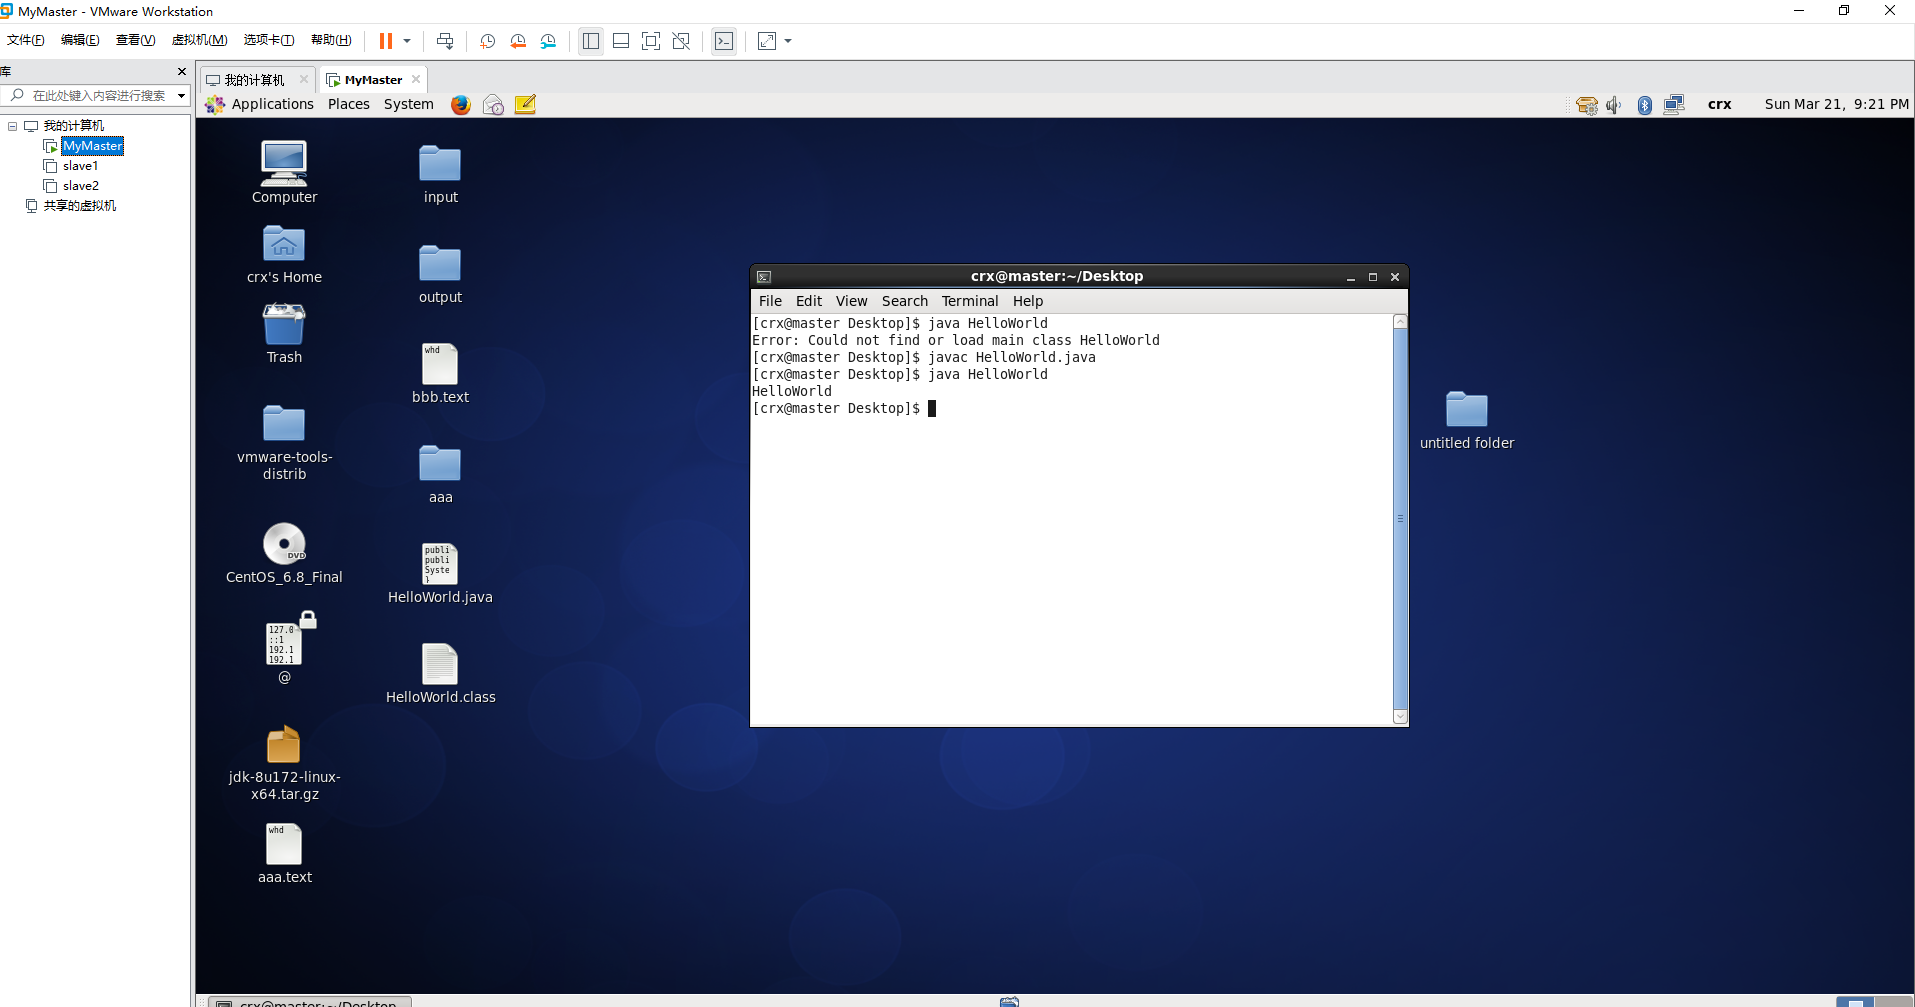 MyMaster - VMware Workstation
文件(F) 编辑(E) 查看(V) 虚拟机(M) 选项卡(T) 帮助(H)
库
在此处键入内容进行搜索
我的计算机
MyMaster
slave1
slave2
共享的虚拟机
我的计算机 MyMaster
Applications Places System
crx Sun Mar 21, 9:21 PM
Computer
input
crx's Home
output
Trash
whd
bbb.text
vmware-tools-
distrib
aaa
CentOS_6.8_Final
DVD
publi
publi
Syste
}
HelloWorld.java
127.0
::1
192.1
192.1
@
HelloWorld.class
jdk-8u172-linux-
x64.tar.gz
whd
aaa.text
crx@master:~/Desktop
File Edit View Search Terminal Help
[crx@master Desktop]$ java HelloWorld
Error: Could not find or load main class HelloWorld
[crx@master Desktop]$ javac HelloWorld.java
[crx@master Desktop]$ java HelloWorld
HelloWorld
[crx@master Desktop]$
untitled folder
crx@master:~/Desktop